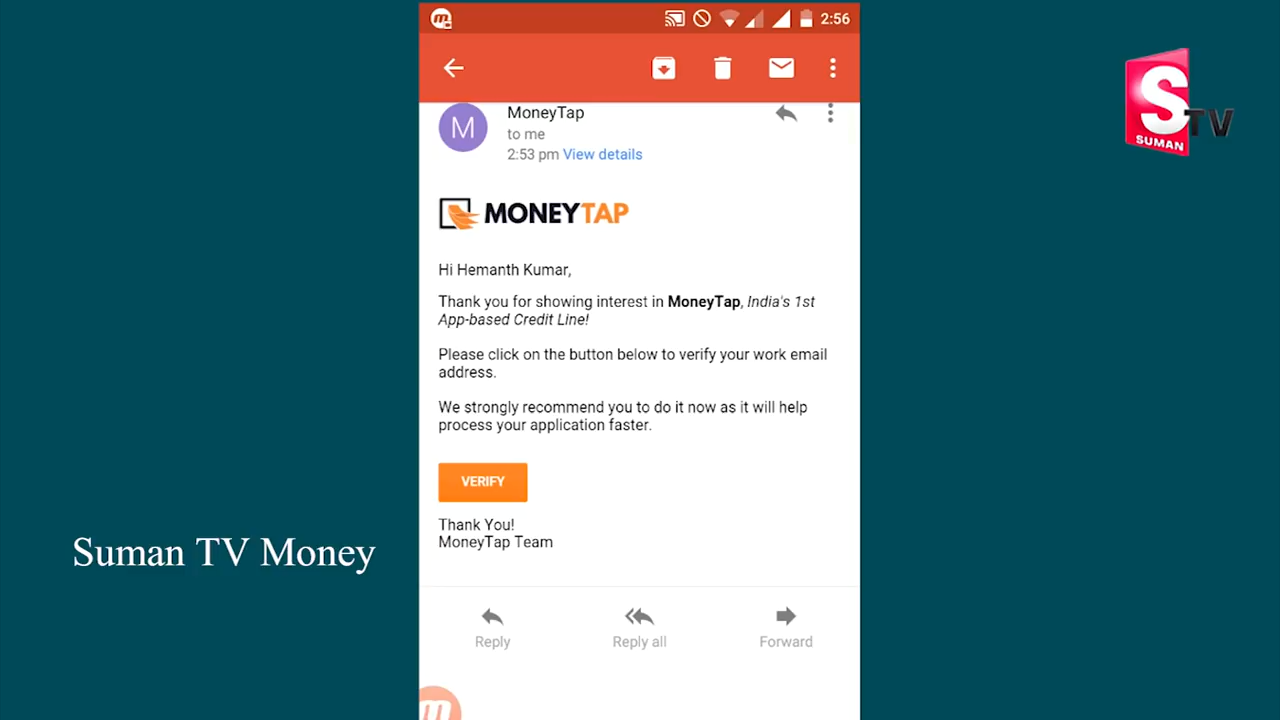 2:56
MoneyTap
to me
2:53 pm View details
M
MONEYTAP
Hi Hemanth Kumar,
Thank you for showing interest in MoneyTap, India's 1st
App-based Credit Line!
Please click on the button below to verify your work email
address.
We strongly recommend you to do it now as it will help
process your application faster.
VERIFY
Thank You!
MoneyTap Team
Reply
Reply all
Forward
Suman TV Money
S TV
SUMAN